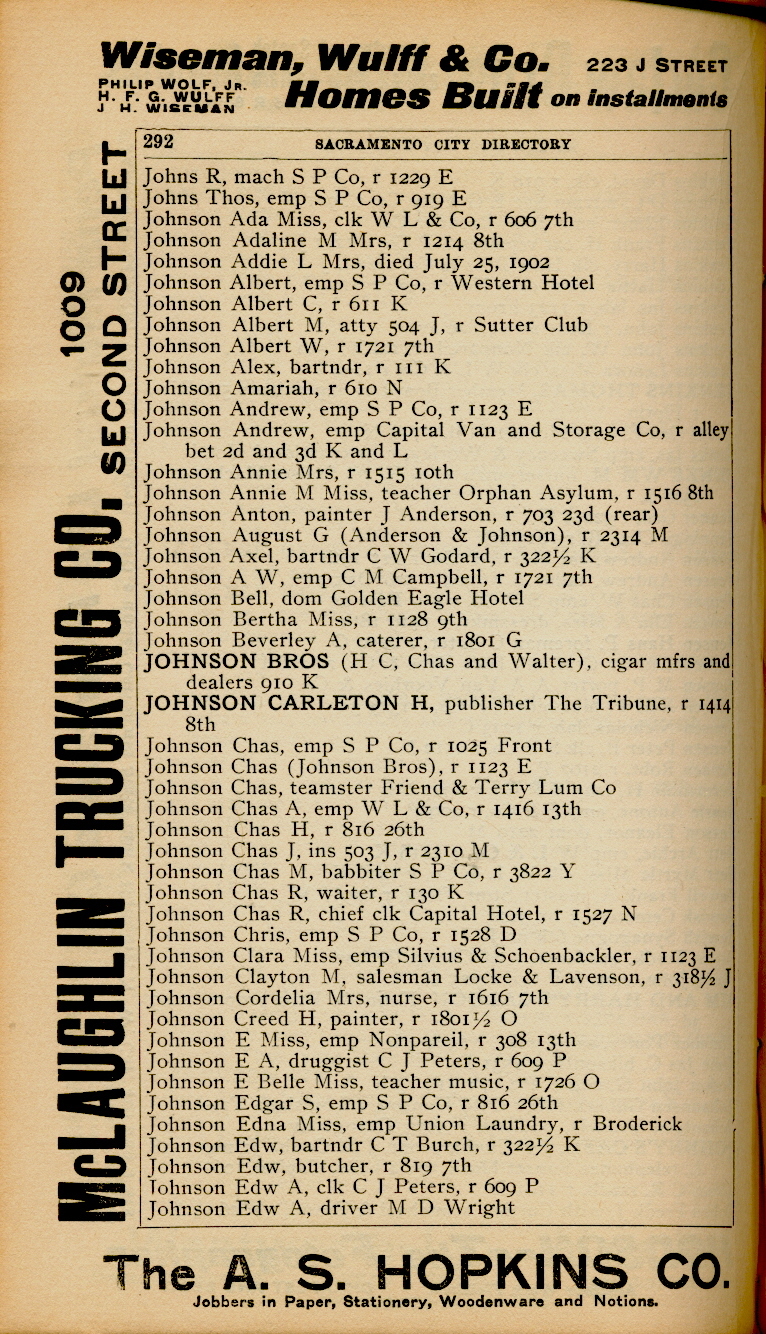 Wiseman, Wulff & Co. 223 J STREET
PHILIP WOLF, JR.
H. F. G. WULFF
J. H. WISEMAN
Homes Built on installments
1009 SECOND STREET
McLAUGHLIN TRUCKING CO.
292 SACRAMENTO CITY DIRECTORY
Johns R, mach S P Co, r 1229 E
Johns Thos, emp S P Co, r 919 E
Johnson Ada Miss, clk W L & Co, r 606 7th
Johnson Adaline M Mrs, r 1214 8th
Johnson Addie L Mrs, died July 25, 1902
Johnson Albert, emp S P Co, r Western Hotel
Johnson Albert C, r 611 K
Johnson Albert M, atty 504 J, r Sutter Club
Johnson Albert W, r 1721 7th
Johnson Alex, bartndr, r 111 K
Johnson Amariah, r 610 N
Johnson Andrew, emp S P Co, r 1123 E
Johnson Andrew, emp Capital Van and Storage Co, r alley
bet 2d and 3d K and L
Johnson Annie Mrs, r 1515 10th
Johnson Annie M Miss, teacher Orphan Asylum, r 1516 8th
Johnson Anton, painter J Anderson, r 703 23d (rear)
Johnson August G (Anderson & Johnson), r 2314 M
Johnson Axel, bartndr C W Godard, r 322½ K
Johnson A W, emp C M Campbell, r 1721 7th
Johnson Bell, dom Golden Eagle Hotel
Johnson Bertha Miss, r 1128 9th
Johnson Beverley A, caterer, r 1801 G
JOHNSON BROS (H C, Chas and Walter), cigar mfrs and
dealers 910 K
JOHNSON CARLETON H, publisher The Tribune, r 1414
8th
Johnson Chas, emp S P Co, r 1025 Front
Johnson Chas (Johnson Bros), r 1123 E
Johnson Chas, teamster Friend & Terry Lum Co
Johnson Chas A, emp W L & Co, r 1416 13th
Johnson Chas H, r 816 26th
Johnson Chas J, ins 503 J, r 2310 M
Johnson Chas M, babbiter S P Co, r 3822 Y
Johnson Chas R, waiter, r 130 K
Johnson Chas R, chief clk Capital Hotel, r 1527 N
Johnson Chris, emp S P Co, r 1528 D
Johnson Clara Miss, emp Silvius & Schoenbackler, r 1123 E
Johnson Clayton M, salesman Locke & Lavenson, r 318½ J
Johnson Cordelia Mrs, nurse, r 1616 7th
Johnson Creed H, painter, r 1801½ O
Johnson E Miss, emp Nonpareil, r 308 13th
Johnson E A, druggist C J Peters, r 609 P
Johnson E Belle Miss, teacher music, r 1726 O
Johnson Edgar S, emp S P Co, r 816 26th
Johnson Edna Miss, emp Union Laundry, r Broderick
Johnson Edw, bartndr C T Burch, r 322½ K
Johnson Edw, butcher, r 819 7th
Johnson Edw A, clk C J Peters, r 609 P
Johnson Edw A, driver M D Wright
The A. S. HOPKINS CO.
Jobbers in Paper, Stationery, Woodenware and Notions.